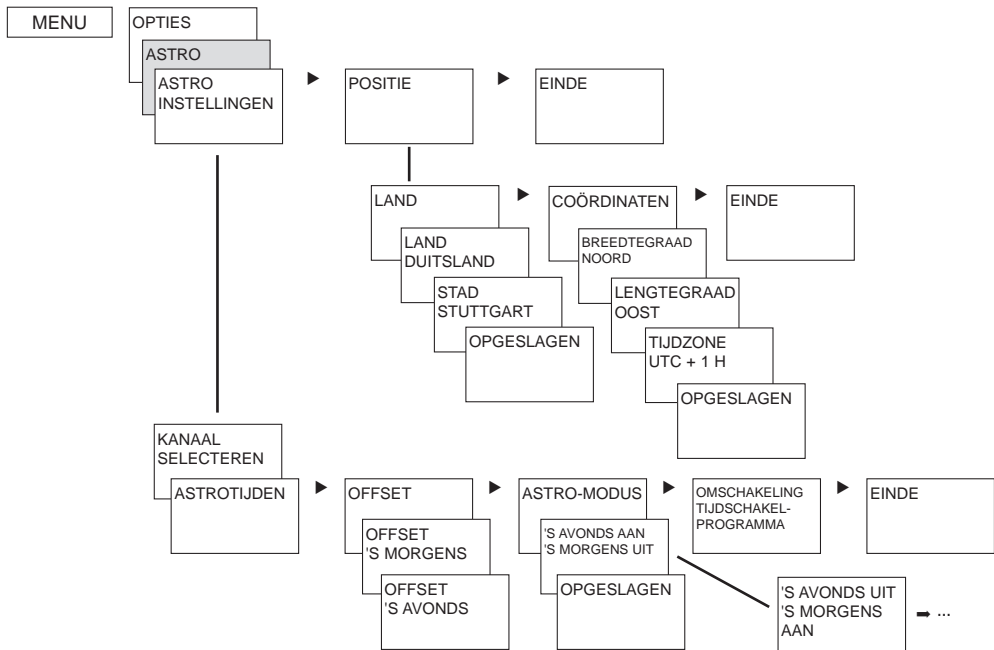 MENU
OPTIES
ASTRO
ASTRO
INSTELLINGEN
POSITIE
EINDE
LAND
LAND
DUITSLAND
STAD
STUTTGART
OPGESLAGEN
COÖRDINATEN
BREEDTEGRAAD
NOORD
LENGTEGRAAD
OOST
TIJDZONE
UTC + 1 H
OPGESLAGEN
EINDE
KANAAL
SELECTEREN
ASTROTIJDEN
OFFSET
OFFSET
'S MORGENS
OFFSET
'S AVONDS
ASTRO-MODUS
'S AVONDS AAN
'S MORGENS UIT
OPGESLAGEN
OMSCHAKELING
TIJDSCHAKEL-
PROGRAMMA
EINDE
'S AVONDS UIT
'S MORGENS
AAN
...